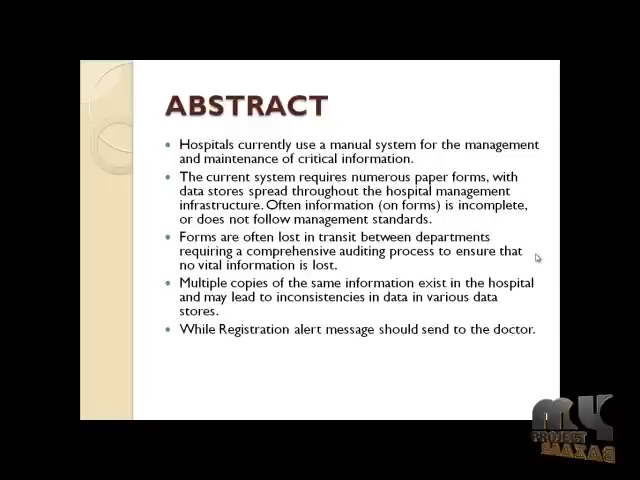 ABSTRACT
Hospitals currently use a manual system for the management
and maintenance of critical information.
The current system requires numerous paper forms, with
data stores spread throughout the hospital management
infrastructure. Often information (on forms) is incomplete,
or does not follow management standards.
Forms are often lost in transit between departments
requiring a comprehensive auditing process to ensure that
no vital information is lost.
Multiple copies of the same information exist in the hospital
and may lead to inconsistencies in data in various data
stores.
While Registration alert message should send to the doctor.
MY
PROJECT
BAZAAR